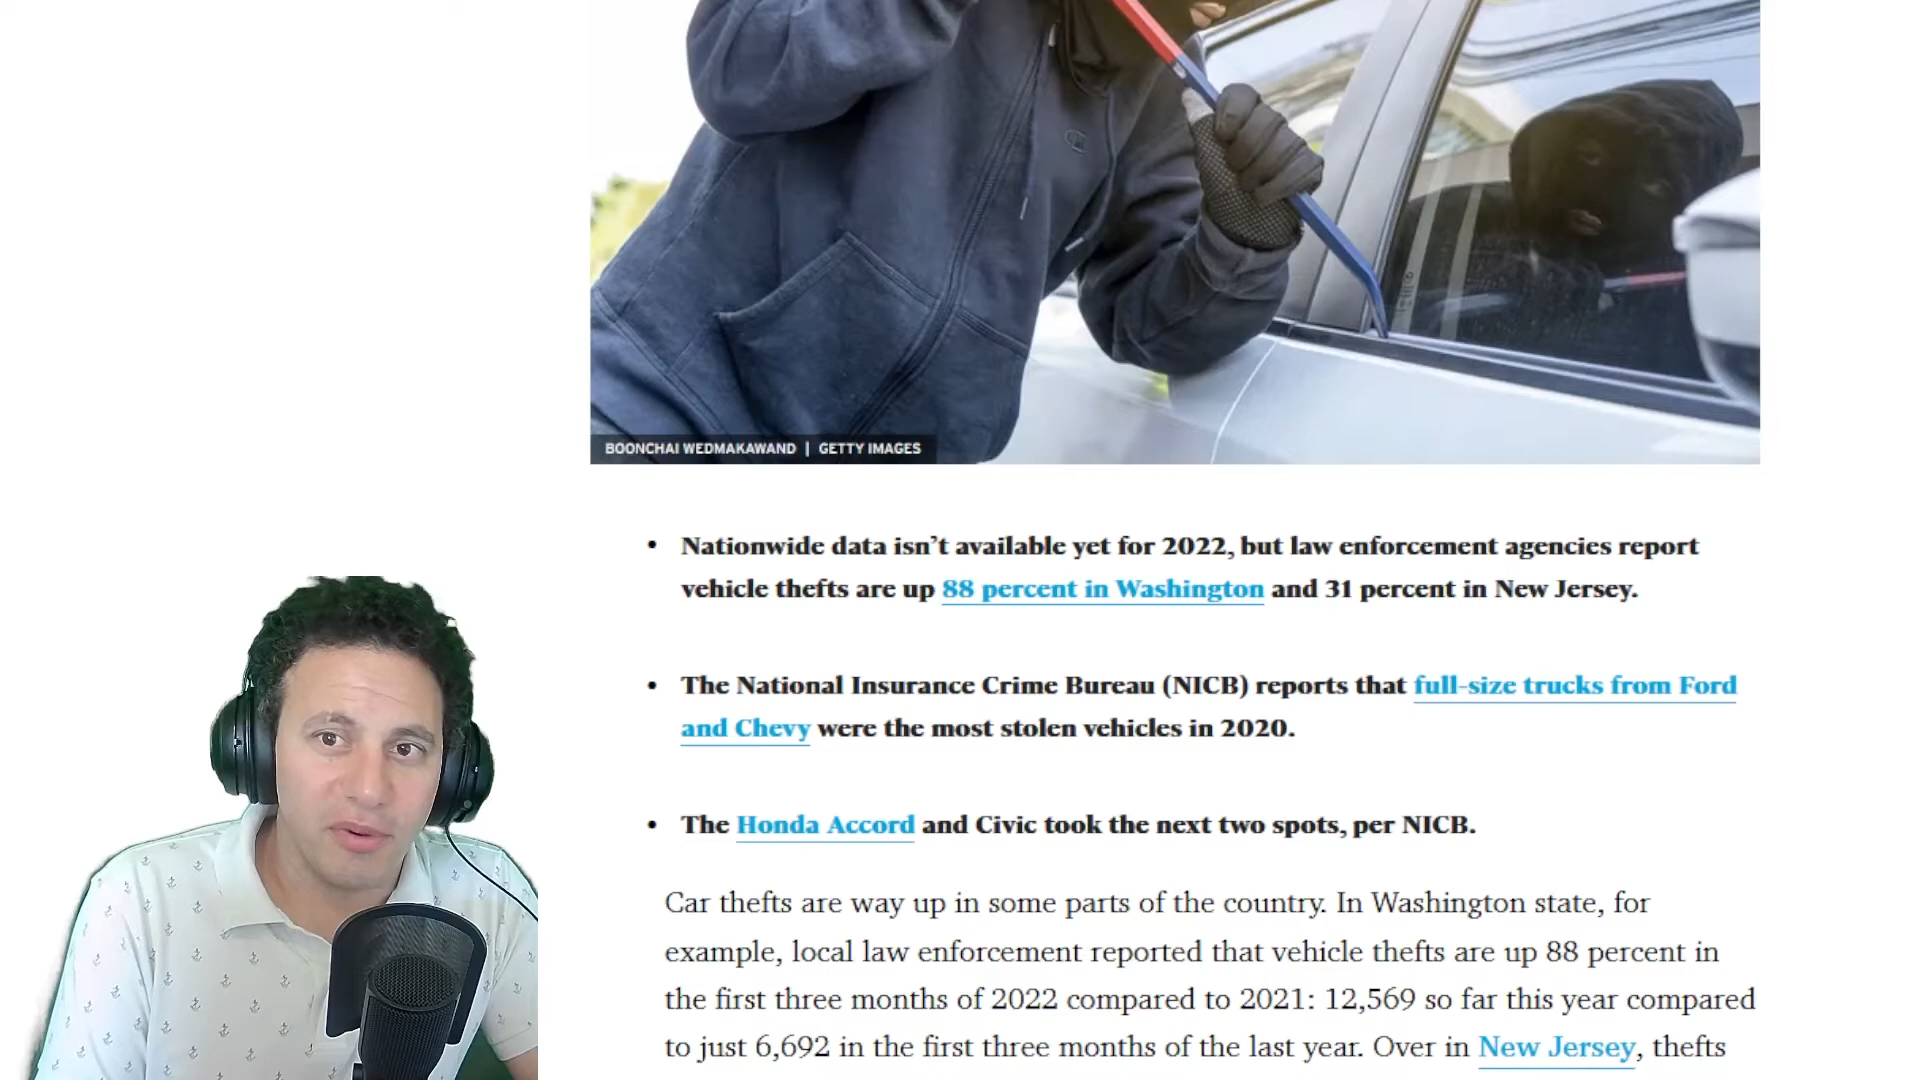 BOONCHAI WEDMAKAWAND | GETTY IMAGES
• Nationwide data isn’t available yet for 2022, but law enforcement agencies report
vehicle thefts are up 88 percent in Washington and 31 percent in New Jersey.
• The National Insurance Crime Bureau (NICB) reports that full-size trucks from Ford
and Chevy were the most stolen vehicles in 2020.
• The Honda Accord and Civic took the next two spots, per NICB.
Car thefts are way up in some parts of the country. In Washington state, for
example, local law enforcement reported that vehicle thefts are up 88 percent in
the first three months of 2022 compared to 2021: 12,569 so far this year compared
to just 6,692 in the first three months of the last year. Over in New Jersey, thefts